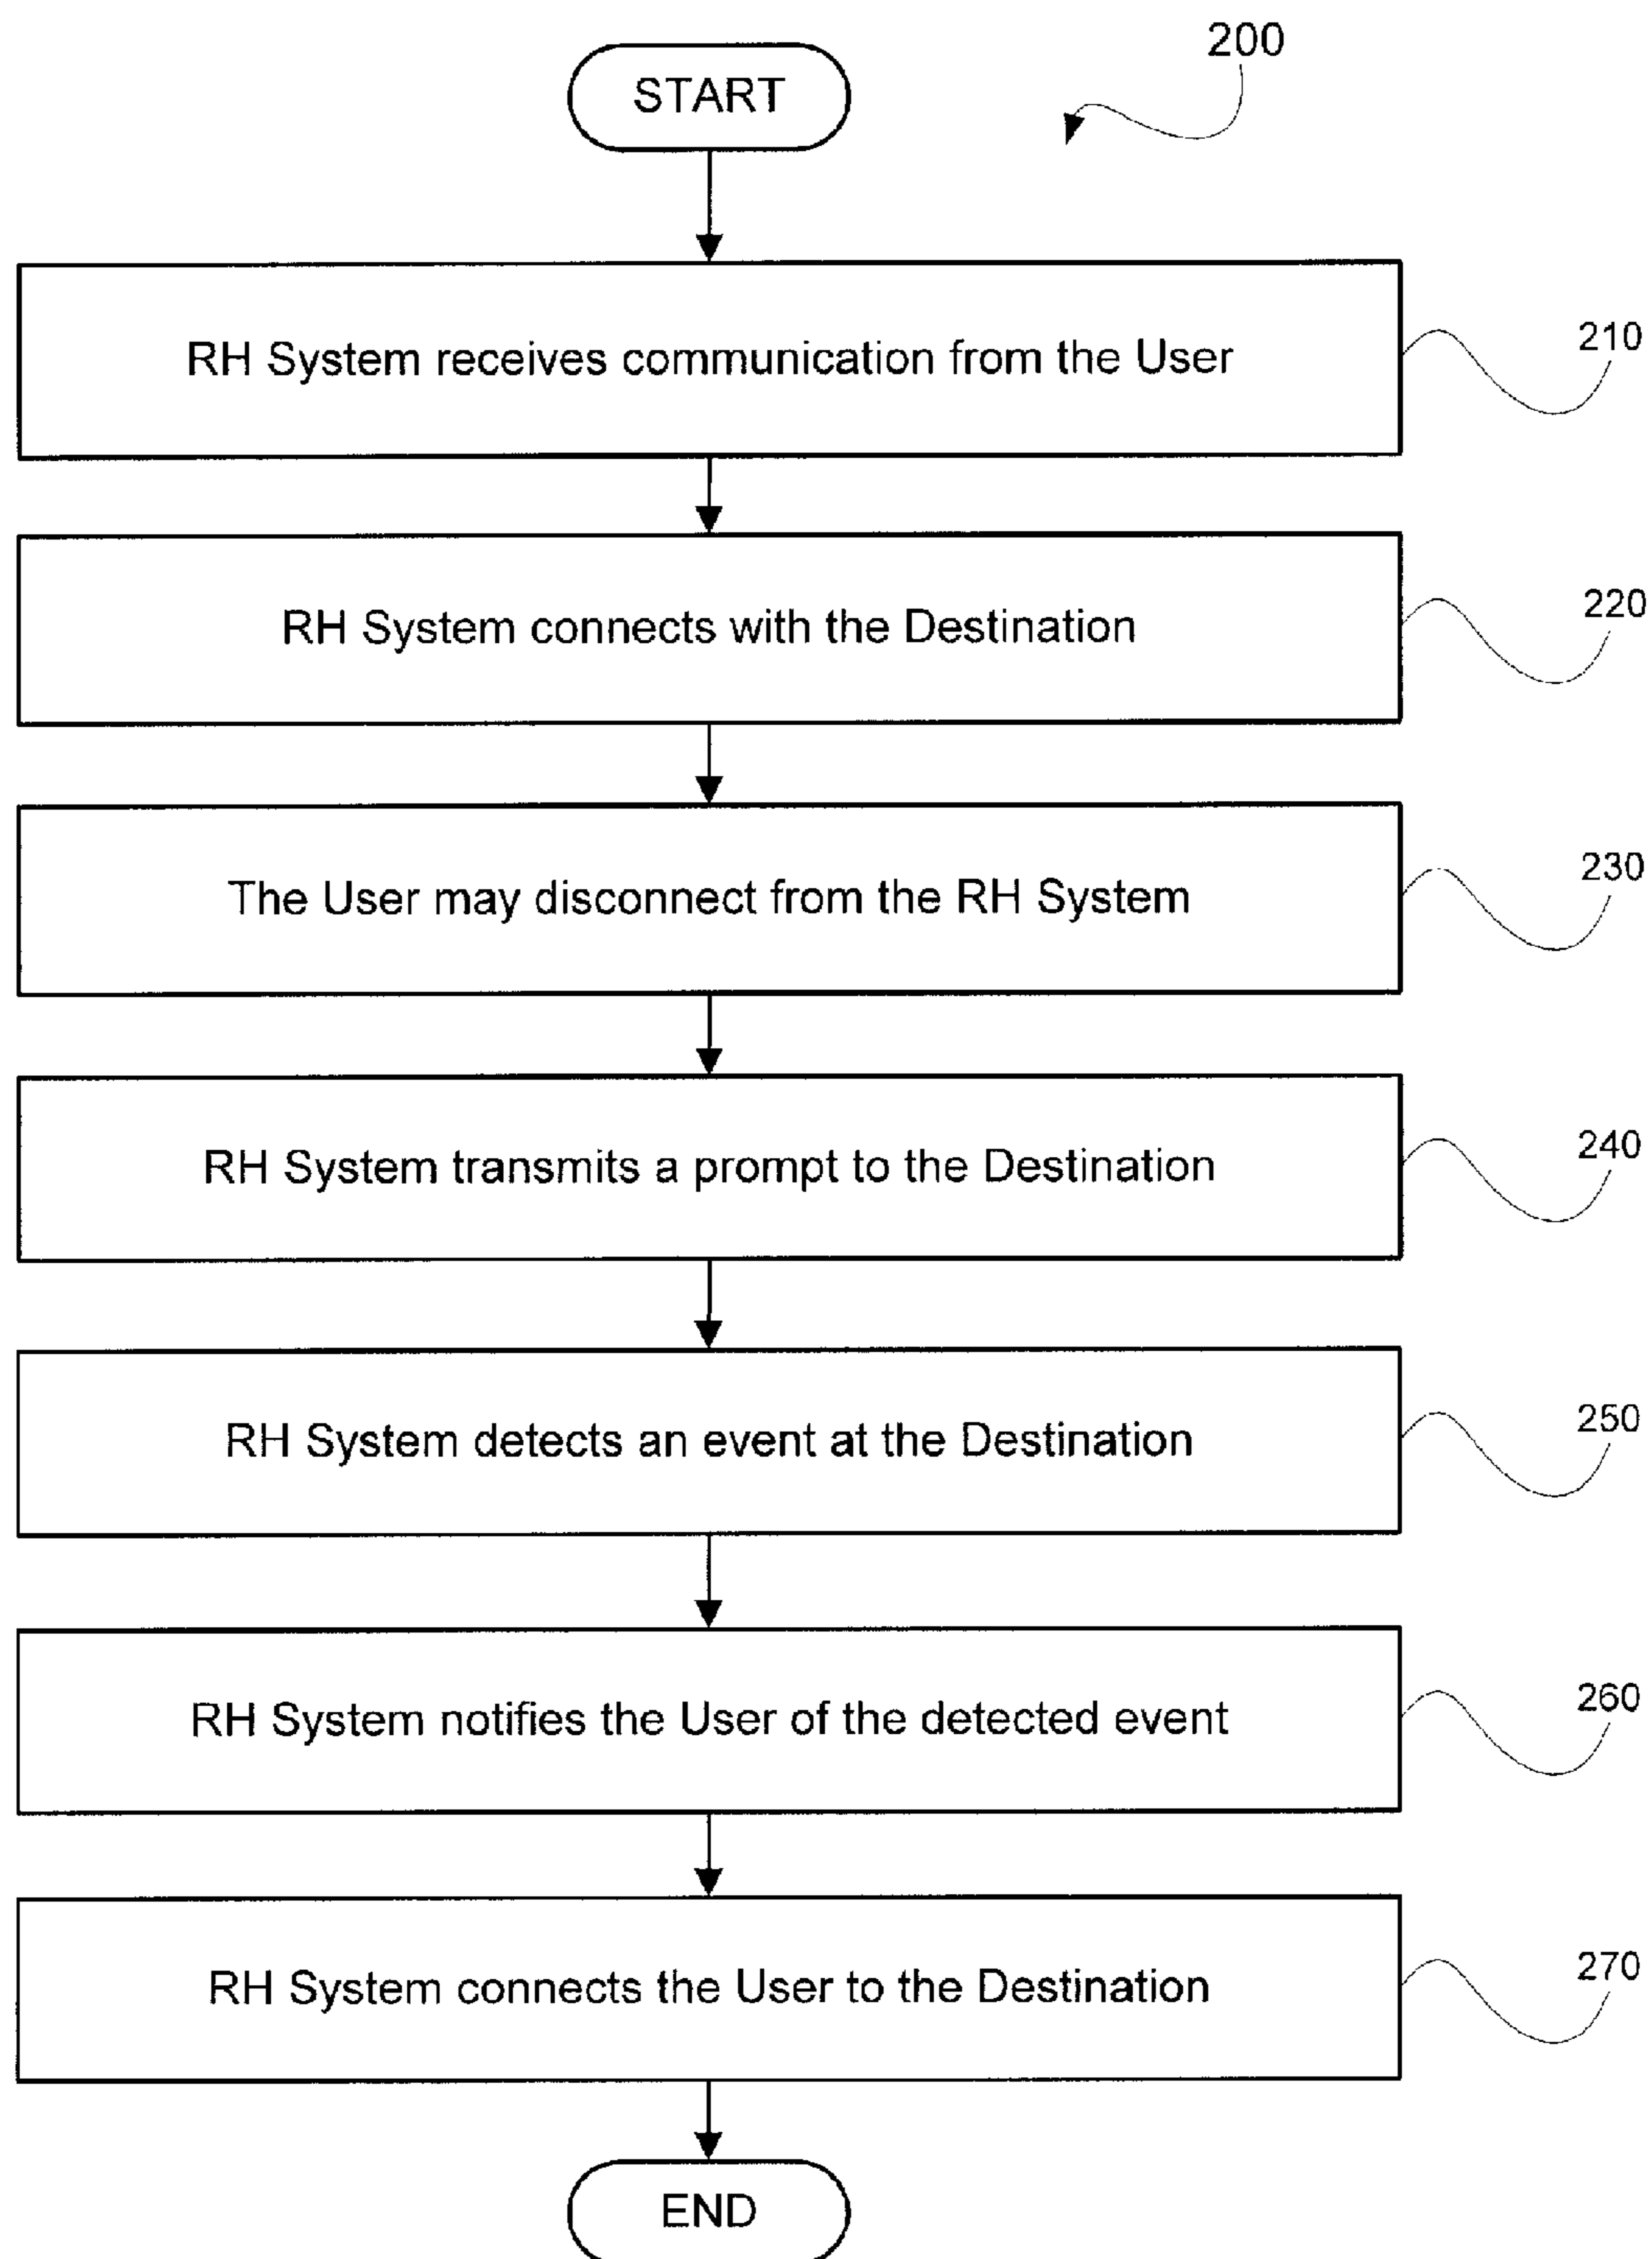 200
START
RH System receives communication from the User
210
RH System connects with the Destination
220
The User may disconnect from the RH System
230
RH System transmits a prompt to the Destination
240
RH System detects an event at the Destination
250
RH System notifies the User of the detected event
260
RH System connects the User to the Destination
270
END